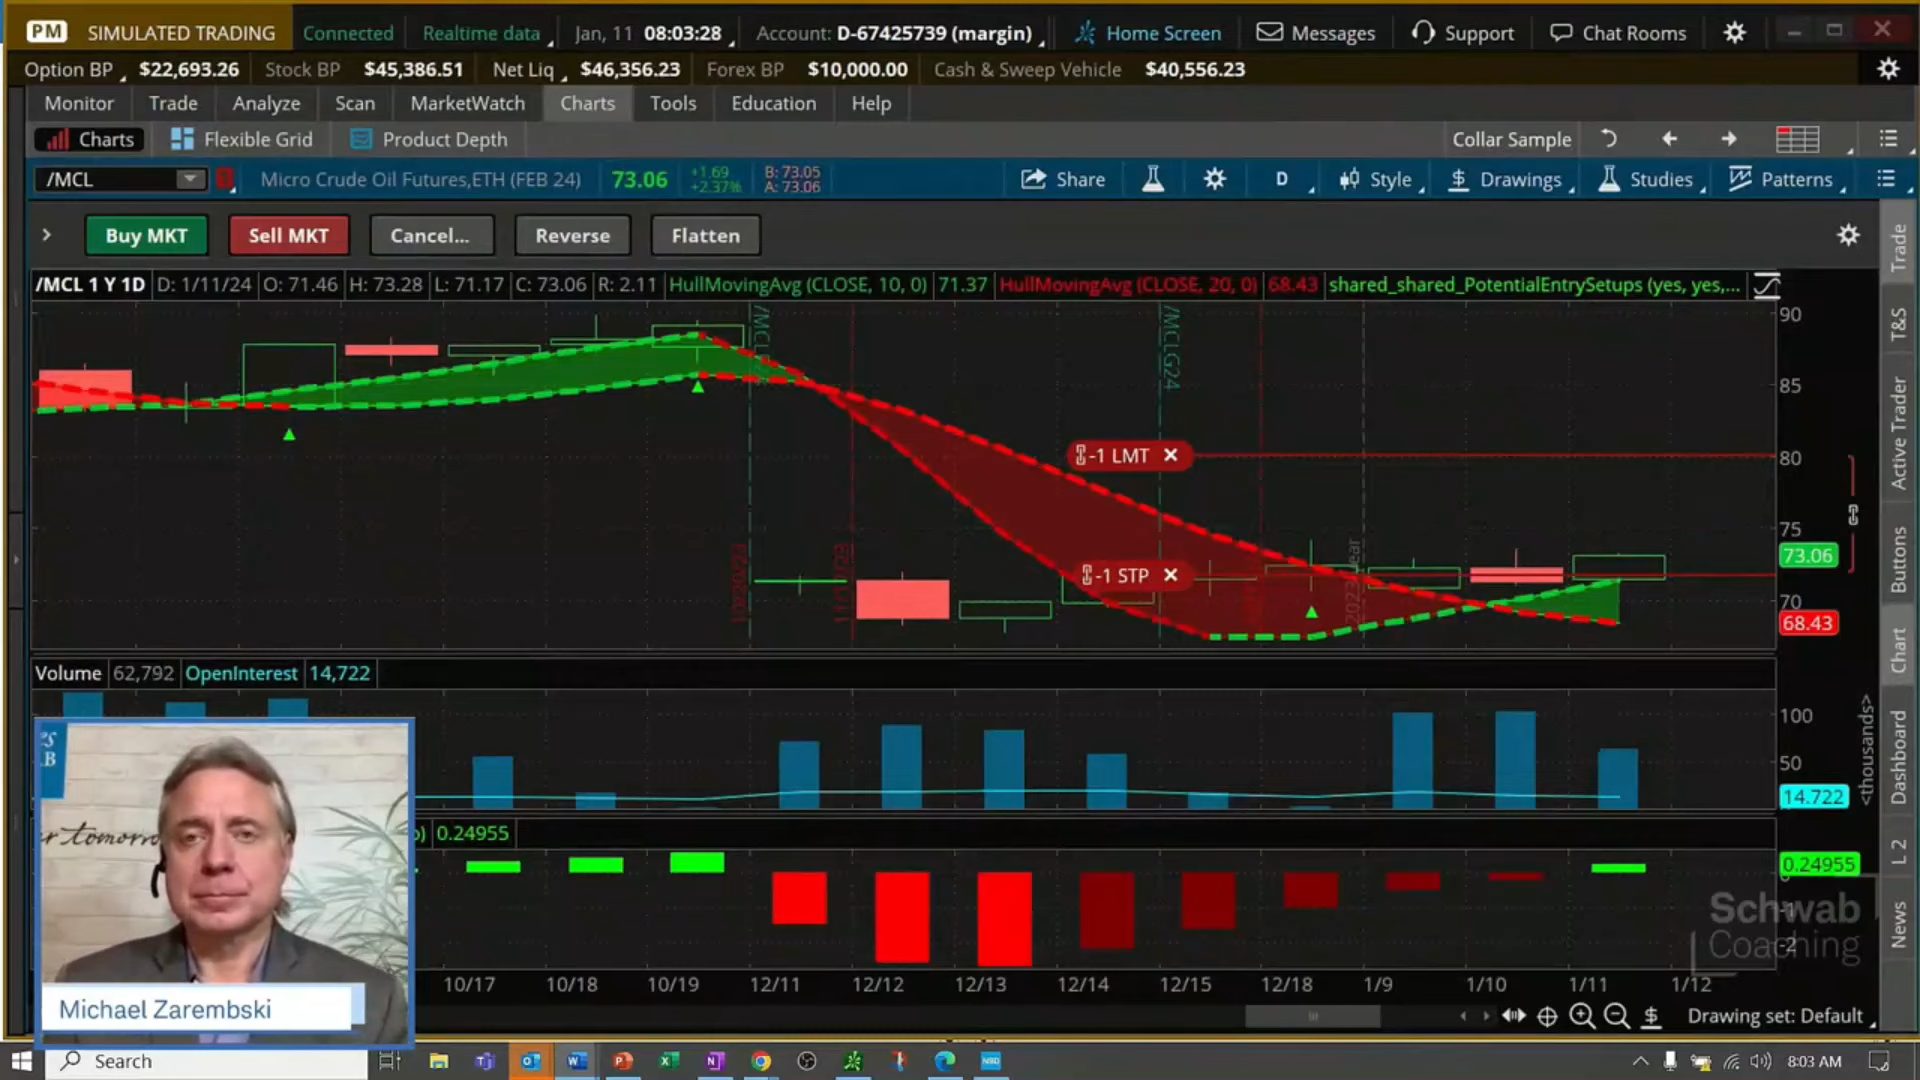 PM SIMULATED TRADING Connected Realtime data Jan, 11 08:03:28 Account: D-67425739 (margin) Home Screen Messages Support Chat Rooms
Option BP $22,693.26 Stock BP $45,386.51 Net Liq $46,356.23 Forex BP $10,000.00 Cash & Sweep Vehicle $40,556.23
Monitor Trade Analyze Scan MarketWatch Charts Tools Education Help
Charts Flexible Grid Product Depth Collar Sample
/MCL Micro Crude Oil Futures,ETH (FEB 24) 73.06 +1.69 B: 73.05 Share D Style $ Drawings Studies Patterns
+2.37% A: 73.06
Buy MKT Sell MKT Cancel... Reverse Flatten
/MCL 1 Y 1D D: 1/11/24 O: 71.46 H: 73.28 L: 71.17 C: 73.06 R: 2.11 HullMovingAvg (CLOSE, 10, 0) 71.37 HullMovingAvg (CLOSE, 20, 0) 68.43 shared_shared_PotentialEntrySetups (yes, yes,...
90
/MCLG24
85
-1 LMT
80
75
73.06
-1 STP
70
68.43
Volume 62,792 OpenInterest 14,722
100
50
<thousands>
14.722
0.24955
0.24955
-1
-2
Schwab
Coaching
r tomorro
10/17 10/18 10/19 12/11 12/12 12/13 12/14 12/15 12/18 1/9 1/10 1/11 1/12
Michael Zarembski
Drawing set: Default
Trade
T&S
Active Trader
Buttons
Chart
Dashboard
L 2
News
Search
8:03 AM